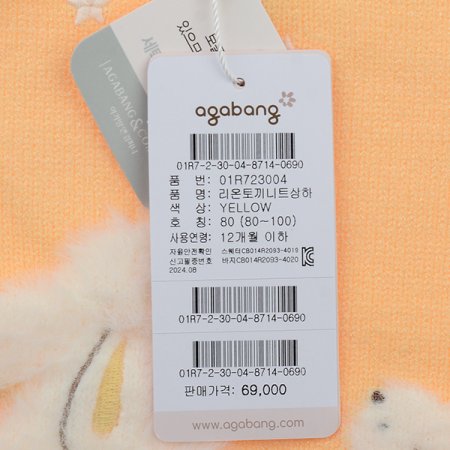 agabang
01R7-2-30-04-8714-0690
품 번: 01R723004
품 명: 리온토끼니트상하
색 상: YELLOW
호 칭: 80 (80~100)
사용연령: 12개월 이하
자율안전확인 스웨터CB014R2093-4019
신고필증번호 바지CB014R2093-4020
2024.08
01R7-2-30-04-8714-0690
01R7-2-30-04-8714-0690
판매가격: 69,000
www.agabang.com
AGABANG&CO